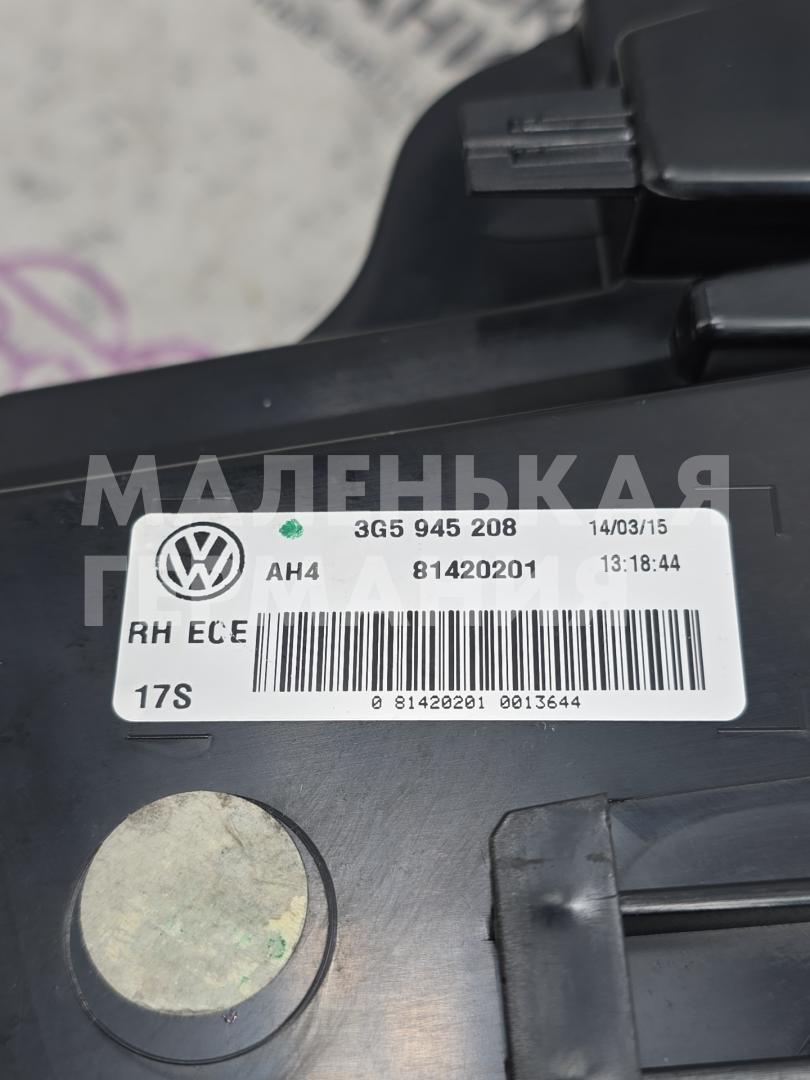 МАЛЕНЬКАЯ
ГЕРМАНИЯ
3G5 945 208 14/03/15
AH4 81420201 13:18:44
RH ECE
17S
0 81420201 0013644